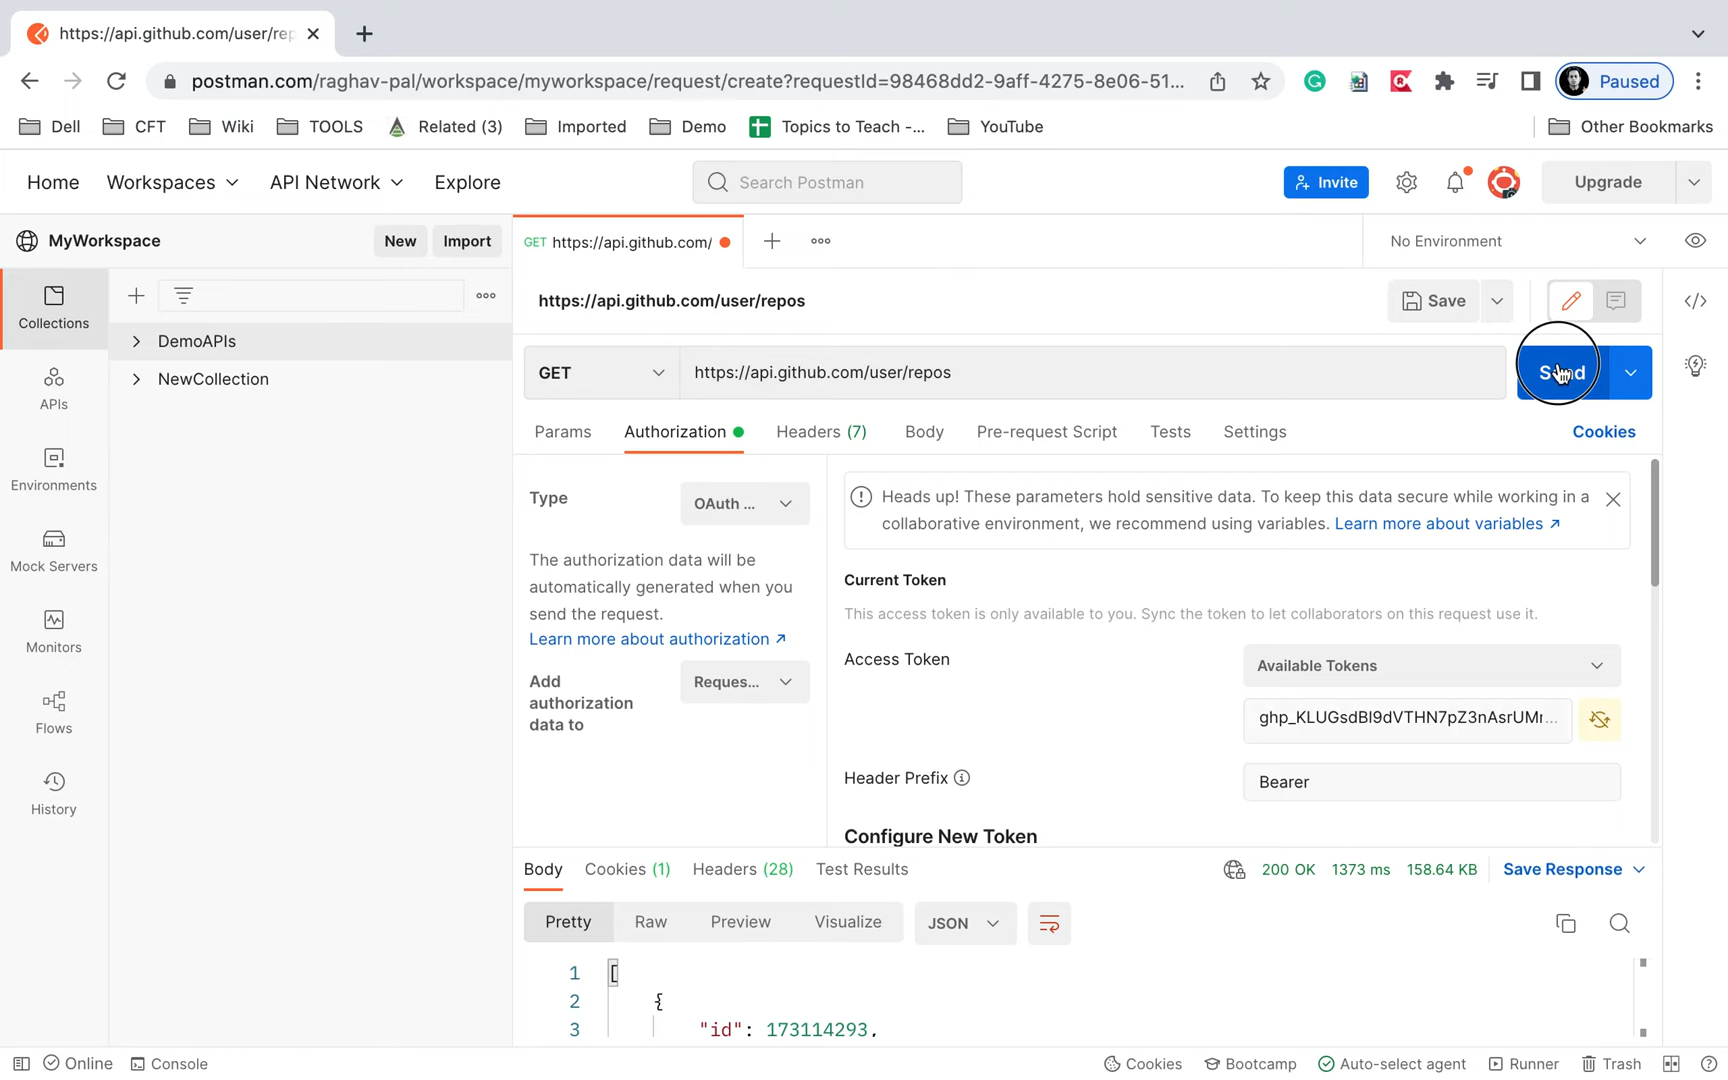 https://api.github.com/user/rep
postman.com/raghav-pal/workspace/myworkspace/request/create?requestId=98468dd2-9aff-4275-8e06-51...
Paused
Dell
CFT
Wiki
TOOLS
Related (3)
Imported
Demo
Topics to Teach -...
YouTube
Other Bookmarks
Home
Workspaces
API Network
Explore
Search Postman
Invite
Upgrade
MyWorkspace
New
Import
GET https://api.github.com/
No Environment
Collections
APIs
Environments
Mock Servers
Monitors
Flows
History
DemoAPIs
NewCollection
https://api.github.com/user/repos
Save
GET
https://api.github.com/user/repos
Send
Params
Authorization
Headers (7)
Body
Pre-request Script
Tests
Settings
Cookies
Type
OAuth ...
The authorization data will be
automatically generated when you
send the request.
Learn more about authorization ↗
Add
authorization
data to
Reques...
Heads up! These parameters hold sensitive data. To keep this data secure while working in a
collaborative environment, we recommend using variables. Learn more about variables ↗
Current Token
This access token is only available to you. Sync the token to let collaborators on this request use it.
Access Token
Available Tokens
Header Prefix
Bearer
Configure New Token
Body
Cookies (1)
Headers (28)
Test Results
200 OK
1373 ms
158.64 KB
Save Response
Pretty
Raw
Preview
Visualize
JSON
1 [
2 {
3 "id": 173114293,
Online
Console
Cookies
Bootcamp
Auto-select agent
Runner
Trash